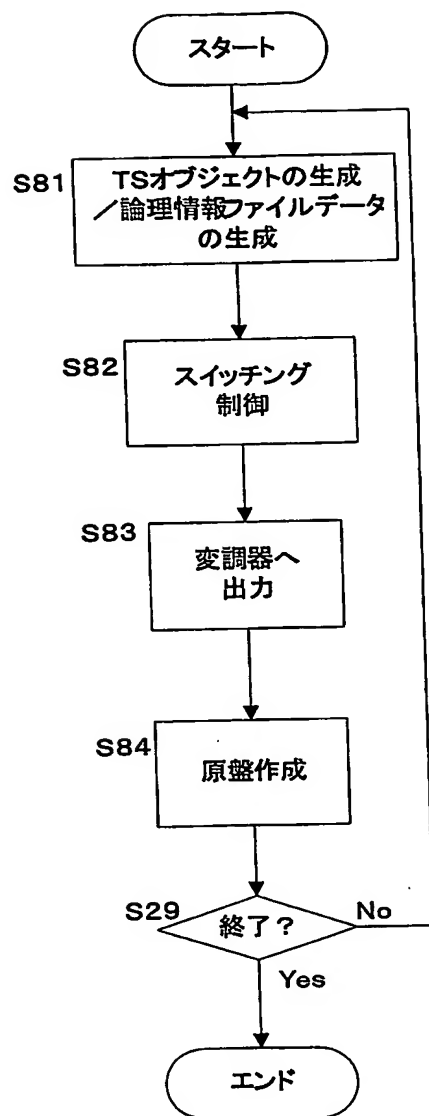 スタート
S81
TSオブジェクトの生成
／論理情報ファイルデータ
の生成
S82
スイッチング
制御
S83
変調器へ
出力
S84
原盤作成
S29
終了？
No
Yes
エンド